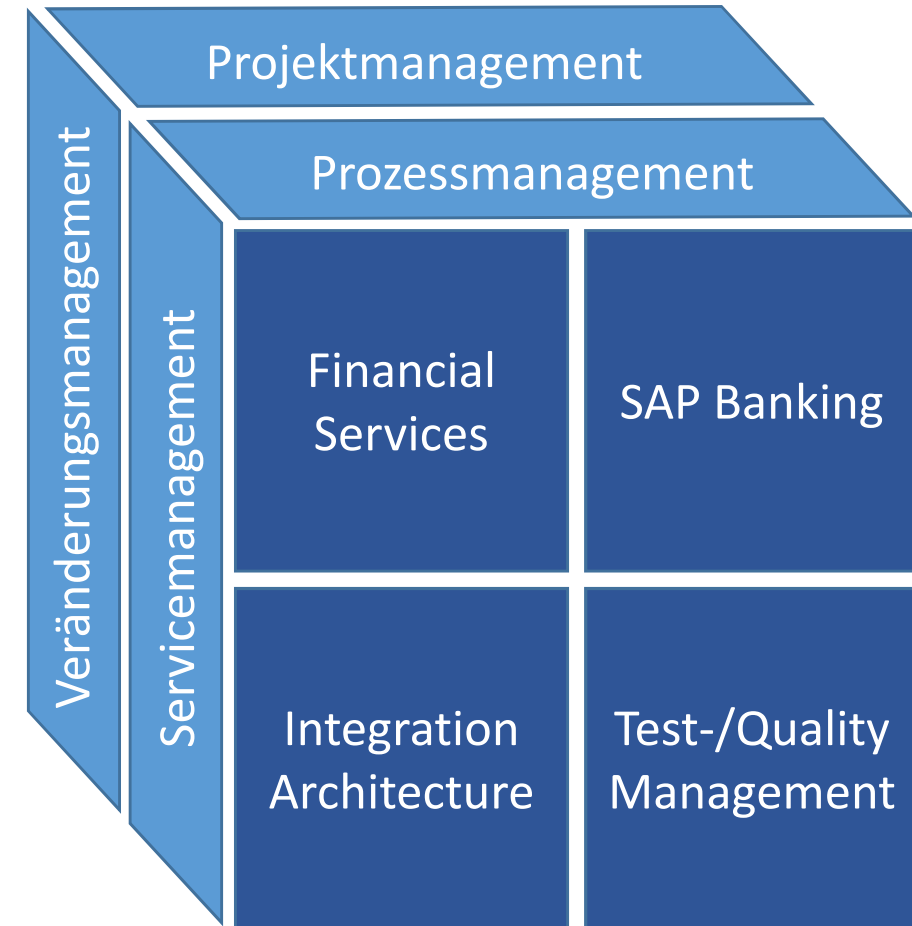 Projektmanagement
Prozessmanagement
Veränderungsmanagement
Servicemanagement
Financial
Services
SAP Banking
Integration
Architecture
Test-/Quality
Management